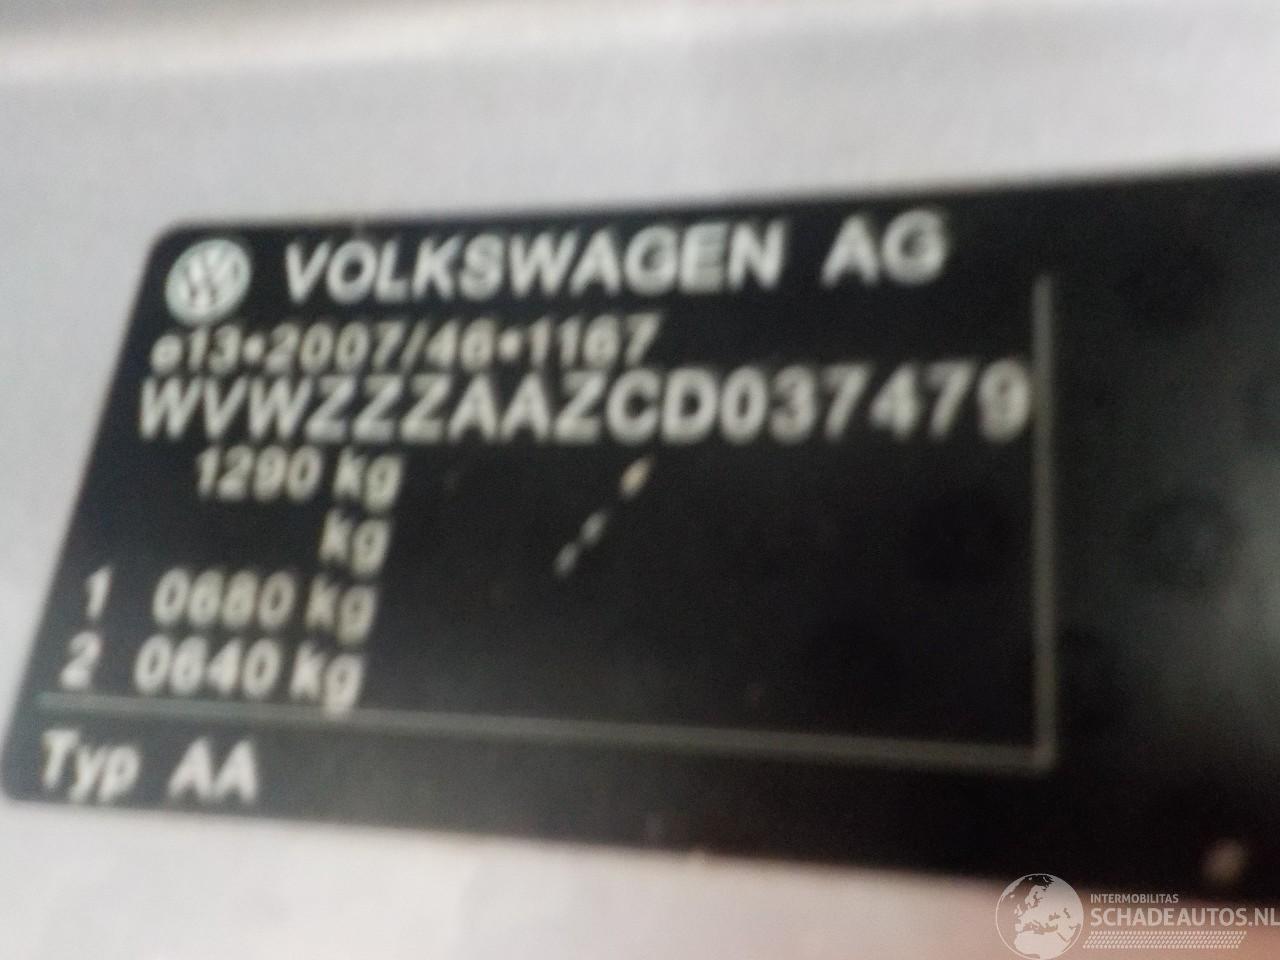 VOLKSWAGEN AG
e13*2007/46*1167
WVWZZZAAZCD037479
1290 kg
kg
1 0680 kg
2 0640 kg
Typ AA
INTERMOBILITAS
SCHADEAUTOS.NL